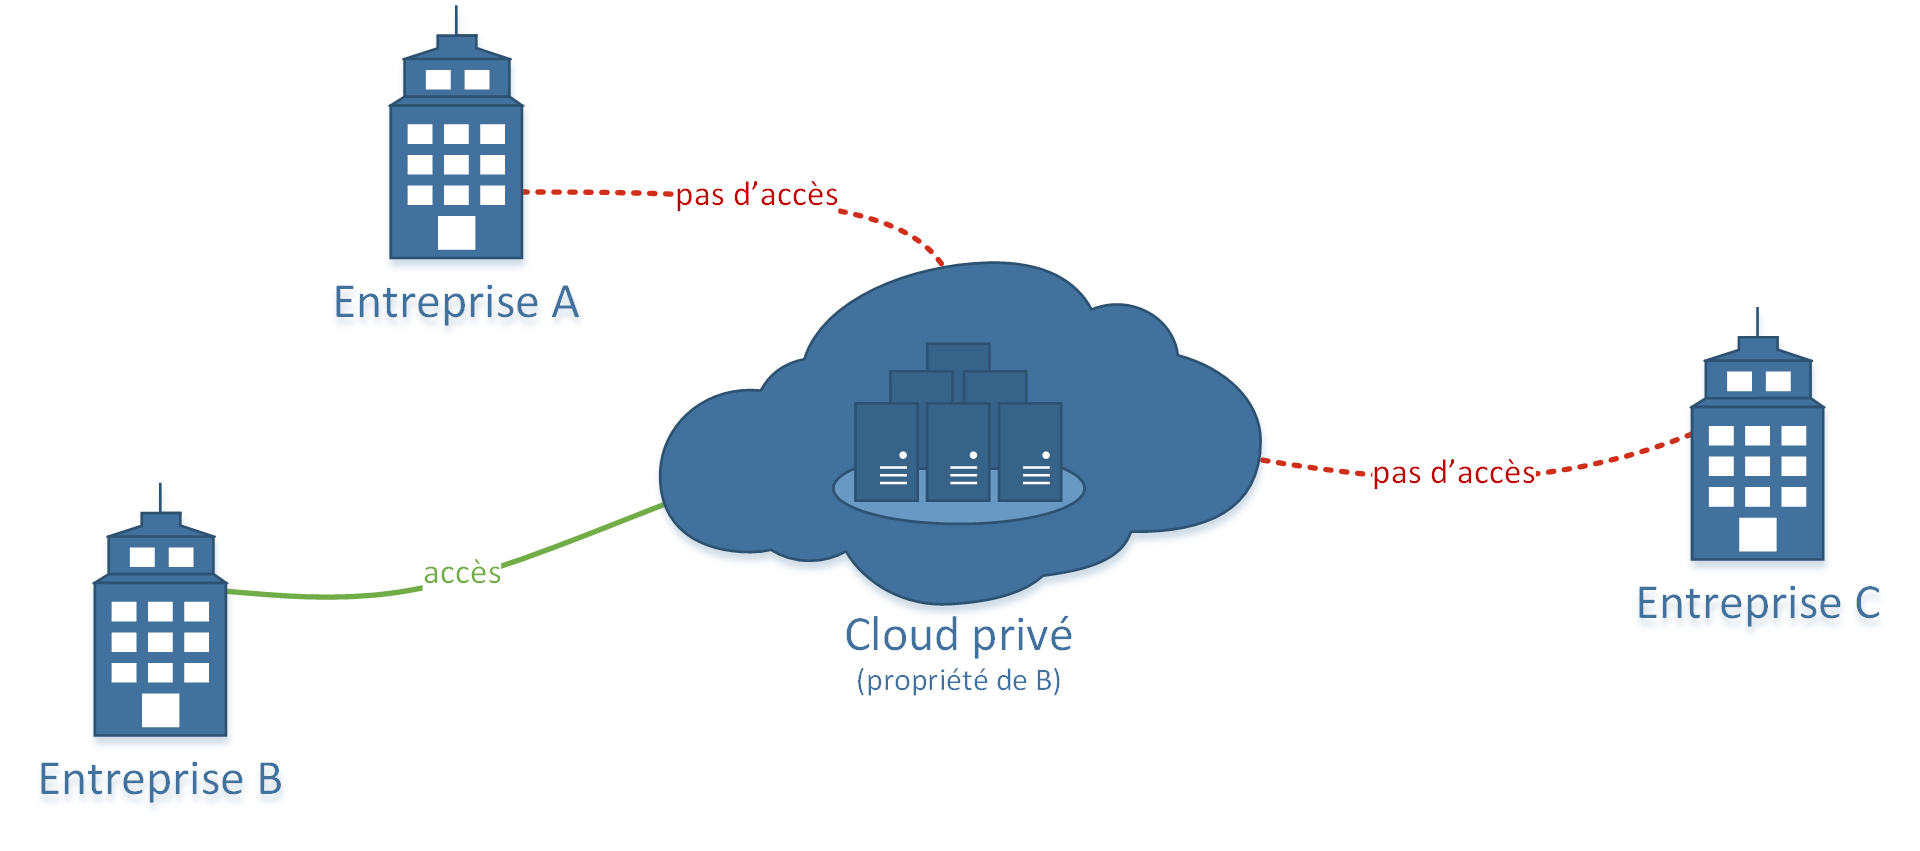 pas d’accès
Entreprise A
pas d’accès
accès
Entreprise C
Cloud privé
(propriété de B)
Entreprise B